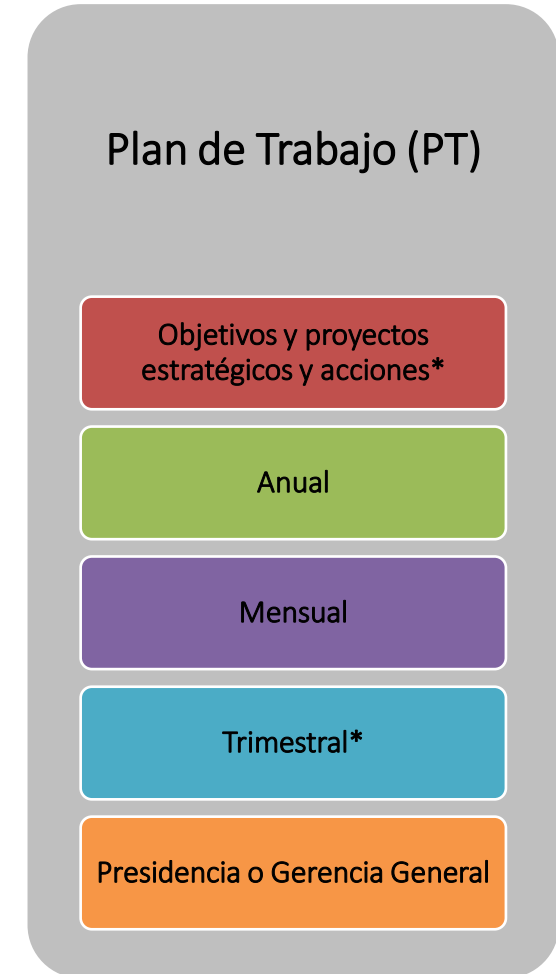 Plan de Trabajo (PT)
Objetivos y proyectos
estratégicos y acciones*
Anual
Mensual
Trimestral*
Presidencia o Gerencia General